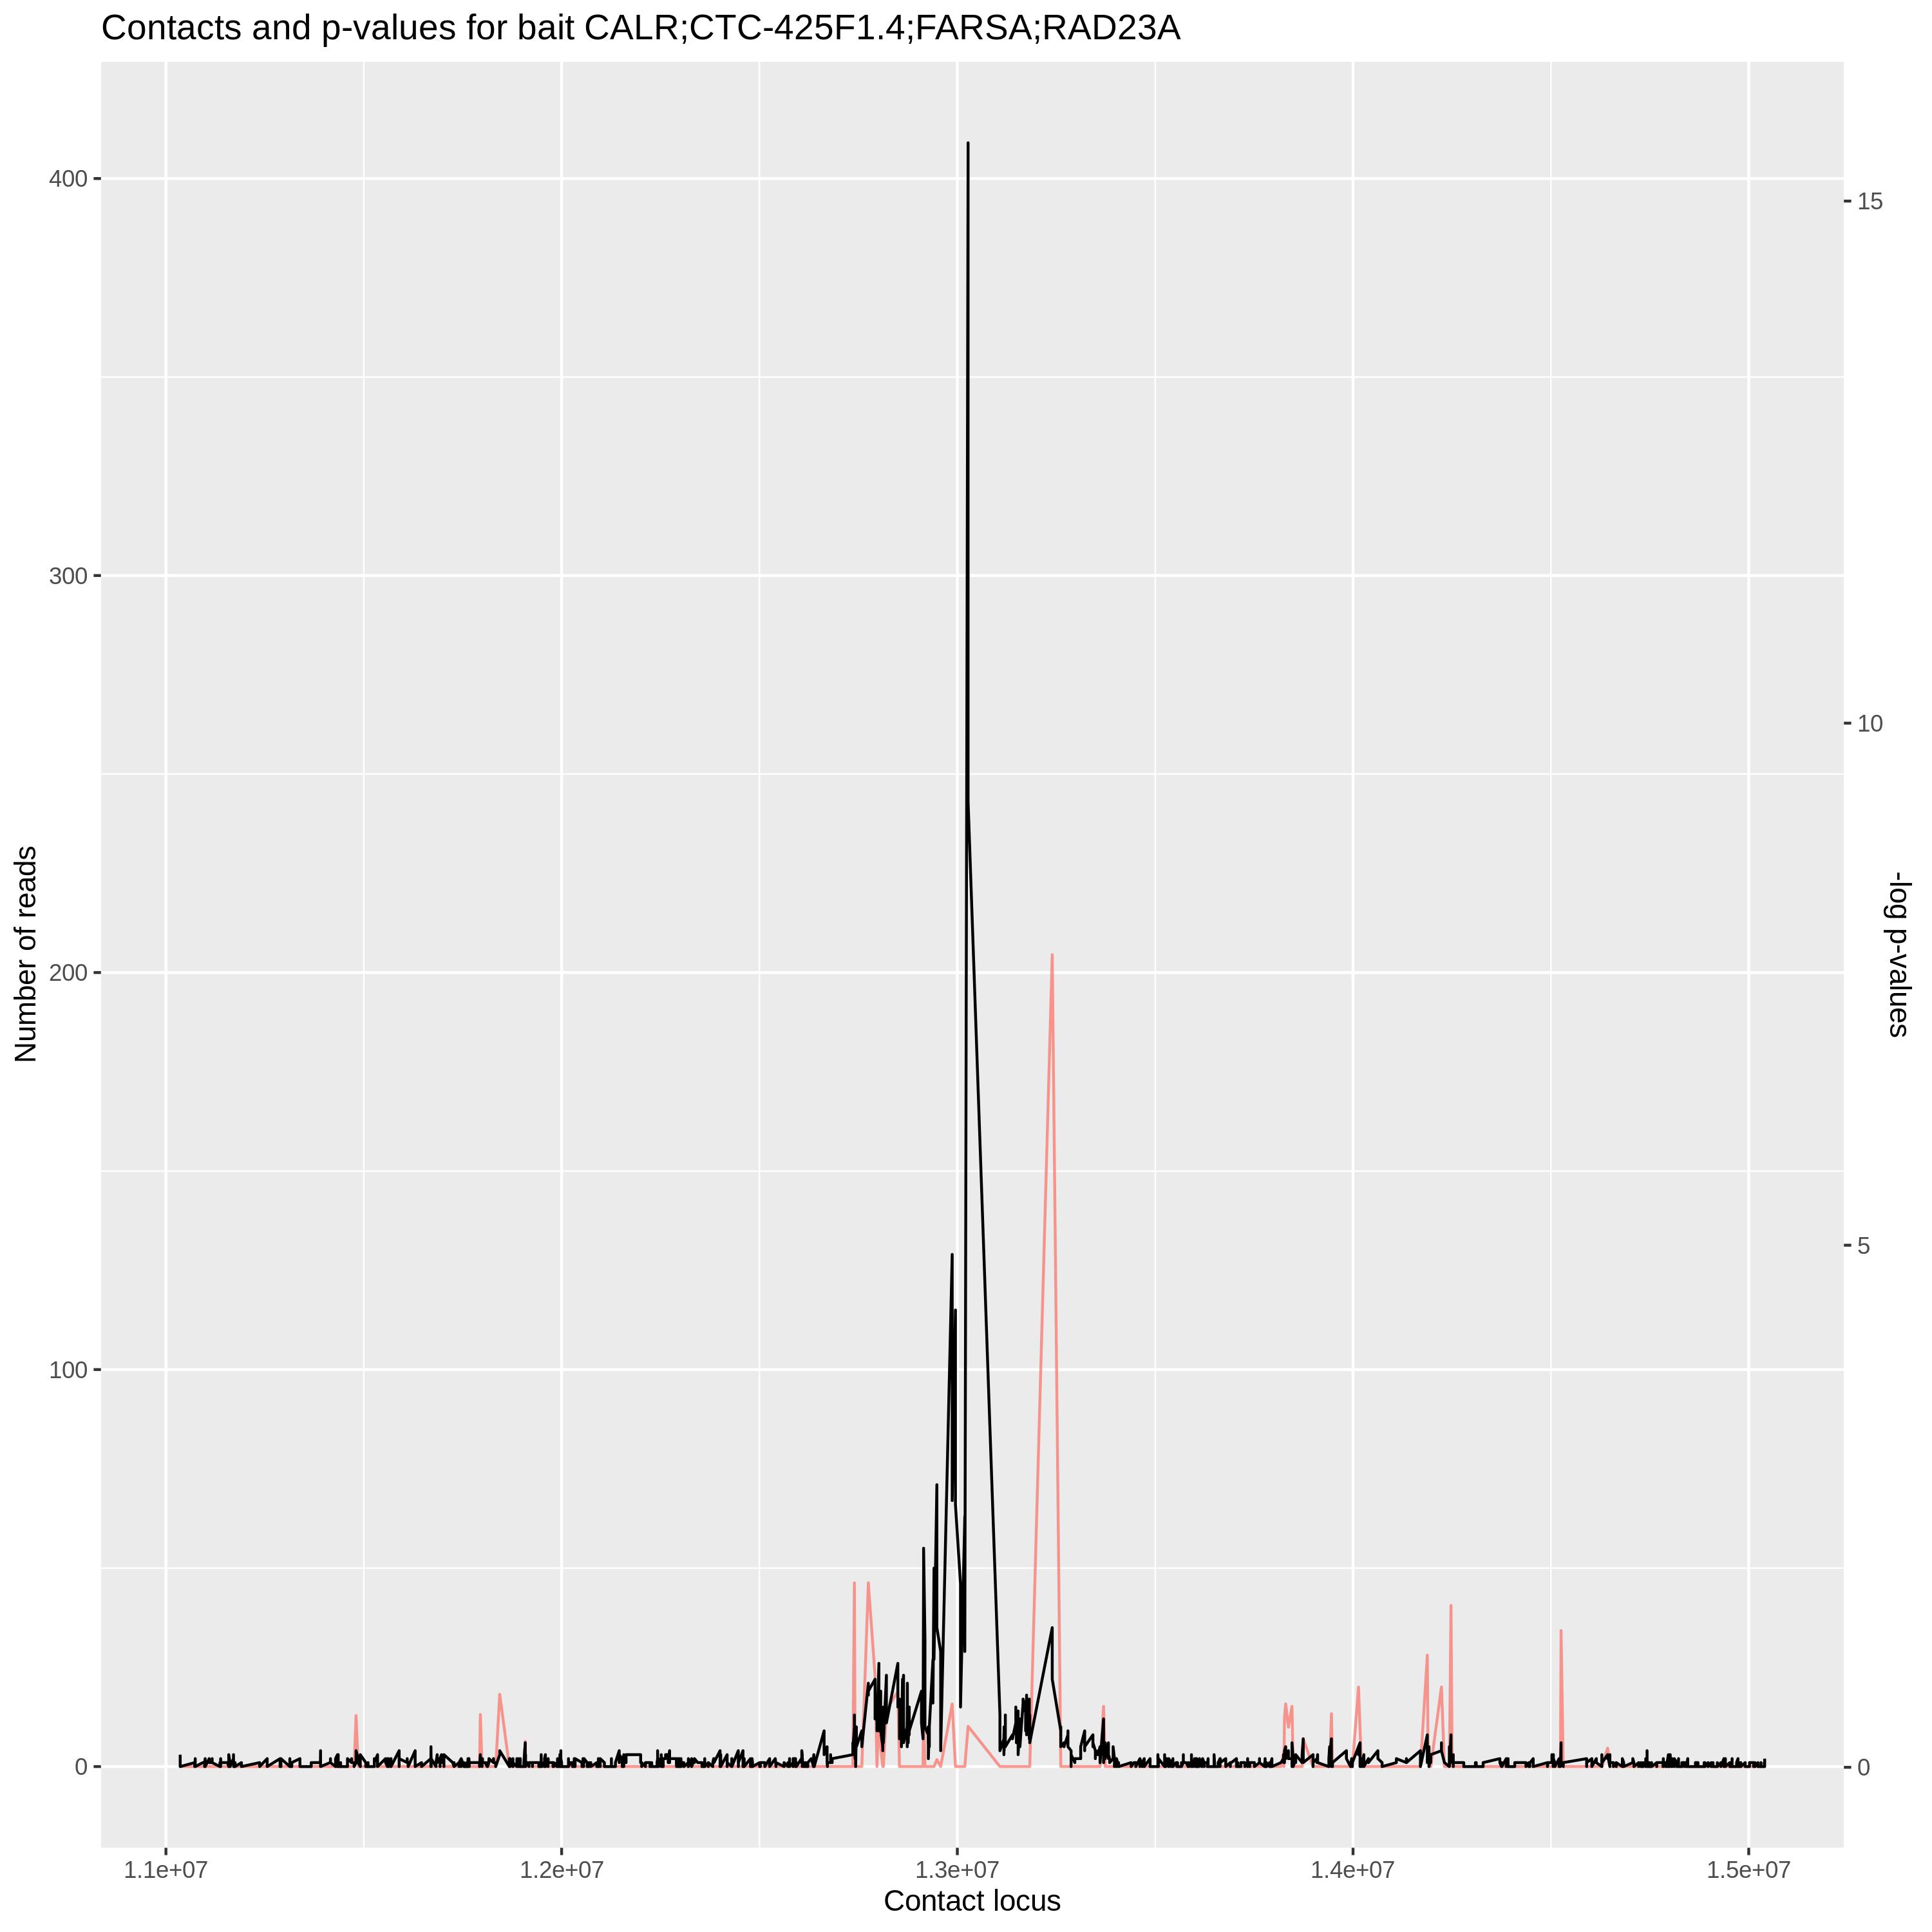 Contacts and p-values for bait CALR;CTC-425F1.4;FARSA;RAD23A
400
300
200
100
0
Number of reads
15
10
5
0
-log p-values
1.1e+07
1.2e+07
1.3e+07
1.4e+07
1.5e+07
Contact locus